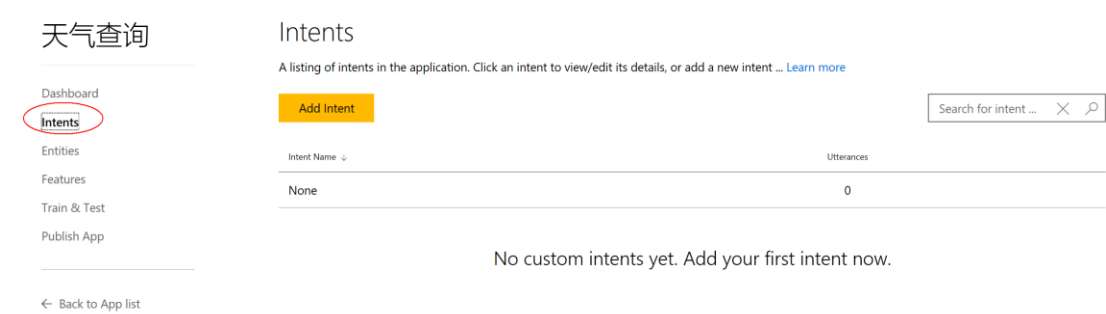 天气查询
Dashboard
Intents
Entities
Features
Train & Test
Publish App
← Back to App list
Intents
A listing of intents in the application. Click an intent to view/edit its details, or add a new intent ... Learn more
Add Intent
Search for intent ...
Intent Name ↓ Utterances
None 0
No custom intents yet. Add your first intent now.